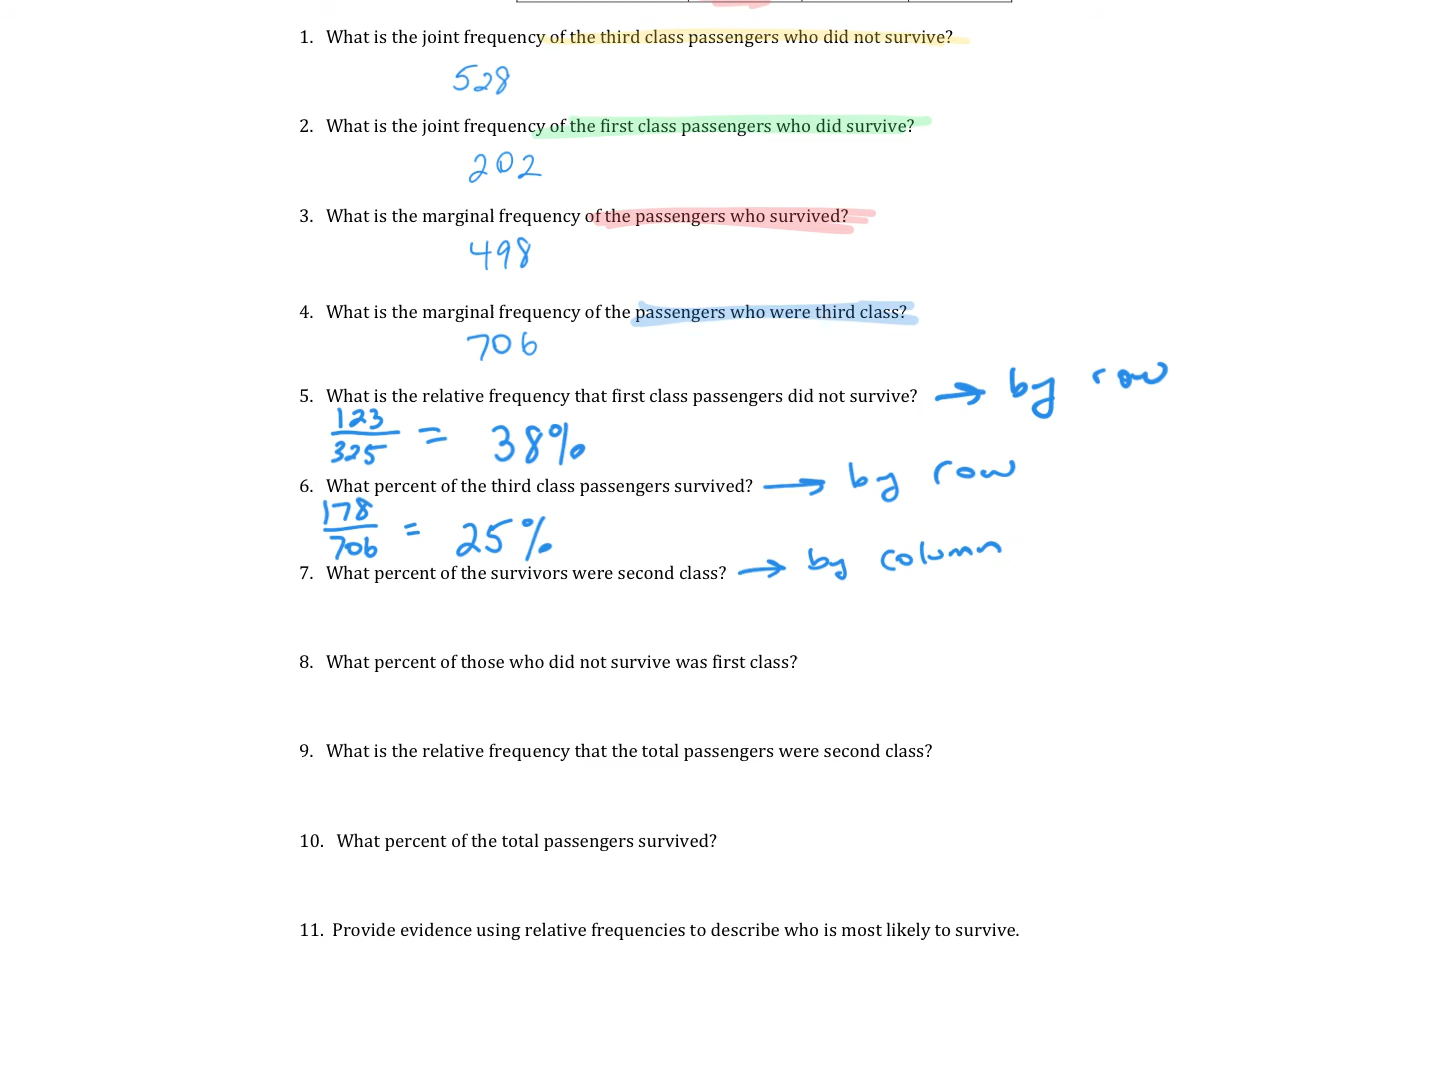 1. What is the joint frequency of the third class passengers who did not survive?
528
2. What is the joint frequency of the first class passengers who did survive?
202
3. What is the marginal frequency of the passengers who survived?
498
4. What is the marginal frequency of the passengers who were third class?
706
5. What is the relative frequency that first class passengers did not survive? → by row
123/325 = 38%
6. What percent of the third class passengers survived? → by row
178/706 = 25%
7. What percent of the survivors were second class? → by column
8. What percent of those who did not survive was first class?
9. What is the relative frequency that the total passengers were second class?
10. What percent of the total passengers survived?
11. Provide evidence using relative frequencies to describe who is most likely to survive.